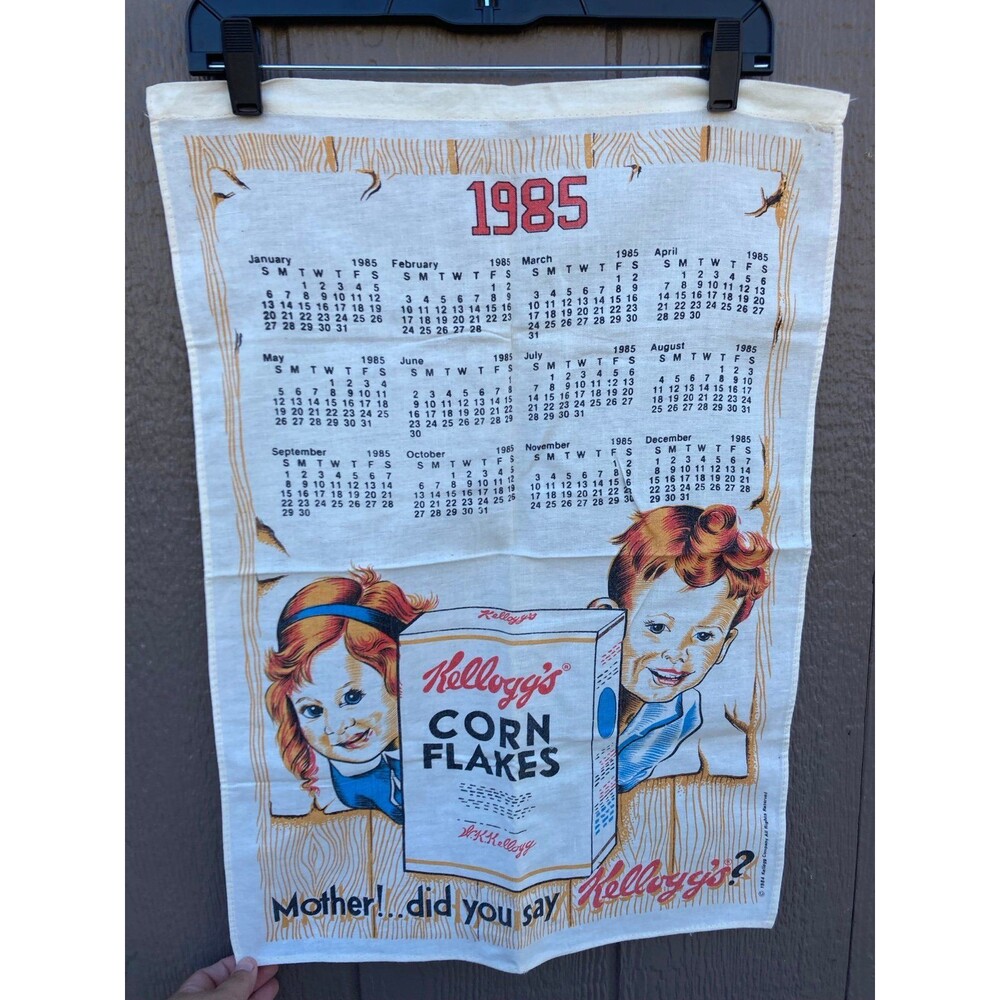 1985
January 1985
S M T W T F S
1 2 3 4 5
6 7 8 9 10 11 12
13 14 15 16 17 18 19
20 21 22 23 24 25 26
27 28 29 30 31
February 1985
S M T W T F S
1 2
3 4 5 6 7 8 9
10 11 12 13 14 15 16
17 18 19 20 21 22 23
24 25 26 27 28
March 1985
S M T W T F S
1 2
3 4 5 6 7 8 9
10 11 12 13 14 15 16
17 18 19 20 21 22 23
24 25 26 27 28 29 30
31
April 1985
S M T W T F S
1 2 3 4 5 6
7 8 9 10 11 12 13
14 15 16 17 18 19 20
21 22 23 24 25 26 27
28 29 30
May 1985
S M T W T F S
1 2 3 4
5 6 7 8 9 10 11
12 13 14 15 16 17 18
19 20 21 22 23 24 25
26 27 28 29 30 31
June 1985
S M T W T F S
1
2 3 4 5 6 7 8
9 10 11 12 13 14 15
16 17 18 19 20 21 22
23 24 25 26 27 28 29
30
July 1985
S M T W T F S
1 2 3 4 5 6
7 8 9 10 11 12 13
14 15 16 17 18 19 20
21 22 23 24 25 26 27
28 29 30 31
August 1985
S M T W T F S
1 2 3
4 5 6 7 8 9 10
11 12 13 14 15 16 17
18 19 20 21 22 23 24
25 26 27 28 29 30 31
September 1985
S M T W T F S
1 2 3 4 5 6 7
8 9 10 11 12 13 14
15 16 17 18 19 20 21
22 23 24 25 26 27 28
29 30
October 1985
S M T W T F S
1 2 3 4 5
6 7 8 9 10 11 12
13 14 15 16 17 18 19
20 21 22 23 24 25 26
27 28 29 30 31
November 1985
S M T W T F S
1 2
3 4 5 6 7 8 9
10 11 12 13 14 15 16
17 18 19 20 21 22 23
24 25 26 27 28 29 30
December 1985
S M T W T F S
1 2 3 4 5 6 7
8 9 10 11 12 13 14
15 16 17 18 19 20 21
22 23 24 25 26 27 28
29 30 31
Kellogg's
Kellogg's®
CORN
FLAKES
W.K.Kellogg
Mother!..did you say Kellogg's?
© 1984 Kellogg Company All Rights Reserved